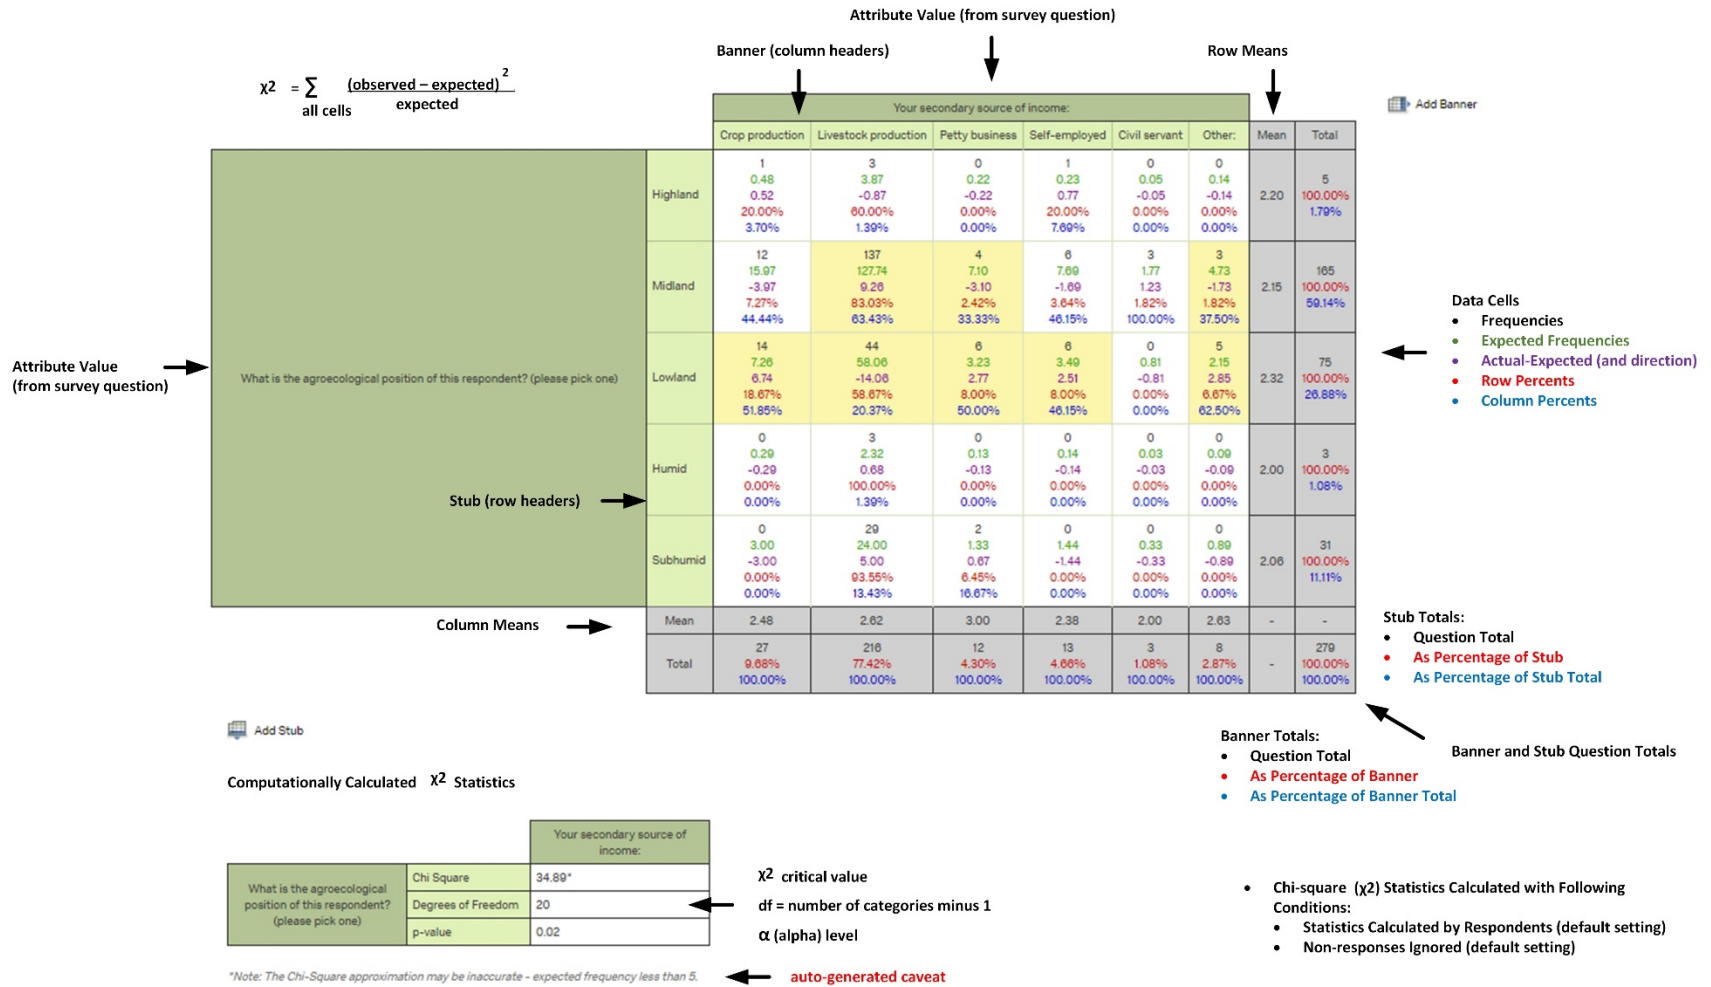 Attribute Value (from survey question)
Banner (column headers)
Row Means
χ2 = Σ (observed – expected) 2
all cells expected
Your secondary source of income:
Add Banner
Crop production Livestock production Petty business Self-employed Civil servant Other: Mean Total
Highland
1 3 0 1 0 0 5
0.48 3.87 0.22 0.23 0.05 0.14 100.00%
0.52 -0.87 -0.22 0.77 -0.05 -0.14 2.20 1.79%
20.00% 60.00% 0.00% 20.00% 0.00% 0.00%
3.70% 1.39% 0.00% 7.69% 0.00% 0.00%
Midland
12 137 4 6 3 3 165
15.97 127.74 7.10 7.69 1.77 4.73 100.00%
-3.97 9.26 -3.10 -1.69 1.23 -1.73 2.15 59.14%
7.27% 83.03% 2.42% 3.64% 1.82% 1.82%
44.44% 63.43% 33.33% 46.15% 100.00% 37.50%
Data Cells
• Frequencies
• Expected Frequencies
• Actual-Expected (and direction)
• Row Percents
• Column Percents
Attribute Value
(from survey question)
What is the agroecological position of this respondent? (please pick one)
Lowland
14 44 6 6 0 5 75
7.26 58.06 3.23 3.49 0.81 2.15 100.00%
6.74 -14.06 2.77 2.51 -0.81 2.85 2.32 26.88%
18.67% 58.67% 8.00% 8.00% 0.00% 6.67%
51.85% 20.37% 50.00% 46.15% 0.00% 62.50%
Humid
0 3 0 0 0 0 3
0.29 2.32 0.13 0.14 0.03 0.09 100.00%
-0.29 0.68 -0.13 -0.14 -0.03 -0.09 2.00 1.08%
0.00% 100.00% 0.00% 0.00% 0.00% 0.00%
0.00% 1.39% 0.00% 0.00% 0.00% 0.00%
Stub (row headers)
Subhumid
0 29 2 0 0 0 31
3.00 24.00 1.33 1.44 0.33 0.89 100.00%
-3.00 5.00 0.67 -1.44 -0.33 -0.89 2.06 11.11%
0.00% 93.55% 6.45% 0.00% 0.00% 0.00%
0.00% 13.43% 16.67% 0.00% 0.00% 0.00%
Column Means
Mean 2.48 2.62 3.00 2.38 2.00 2.63 - -
Total
27 216 12 13 3 8 279
9.68% 77.42% 4.30% 4.66% 1.08% 2.87% - 100.00%
100.00% 100.00% 100.00% 100.00% 100.00% 100.00% 100.00%
Stub Totals:
• Question Total
• As Percentage of Stub
• As Percentage of Stub Total
Add Stub
Banner Totals:
• Question Total
• As Percentage of Banner
• As Percentage of Banner Total
Banner and Stub Question Totals
Computationally Calculated χ2 Statistics
Your secondary source of
income:
What is the agroecological
position of this respondent?
(please pick one)
Chi Square 34.89*
Degrees of Freedom 20
p-value 0.02
χ2 critical value
df = number of categories minus 1
α (alpha) level
• Chi-square (χ2) Statistics Calculated with Following
Conditions:
• Statistics Calculated by Respondents (default setting)
• Non-responses Ignored (default setting)
*Note: The Chi-Square approximation may be inaccurate - expected frequency less than 5.
auto-generated caveat